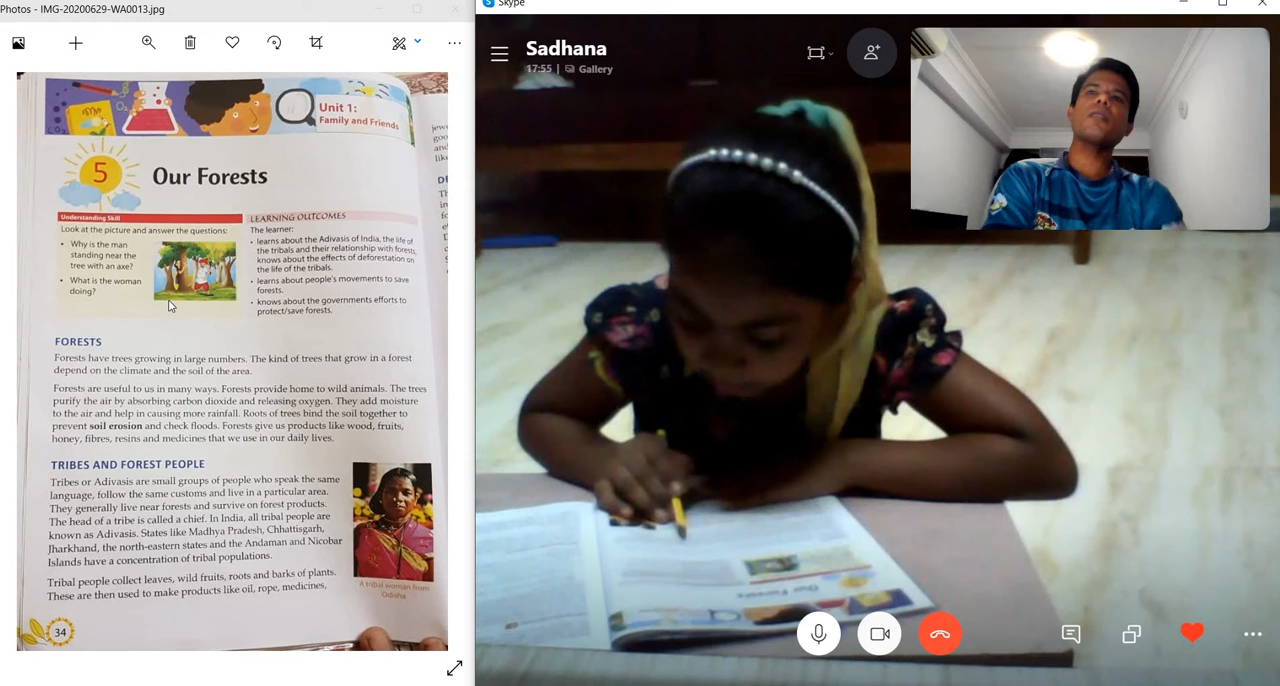 Photos - IMG-20200629-WA0013.jpg
Unit 1:
Family and Friends
5
Our Forests
Understanding Skill
Look at the picture and answer the questions:
• Why is the man
standing near the
tree with an axe?
• What is the woman
doing?
LEARNING OUTCOMES
The learner:
• learns about the Adivasis of India, the life of
the tribals and their relationship with forests,
knows about the effects of deforestation on
the life of the tribals.
• learns about people's movements to save
forests.
• knows about the governments efforts to
protect/save forests.
FORESTS
Forests have trees growing in large numbers. The kind of trees that grow in a forest
depend on the climate and the soil of the area.
Forests are useful to us in many ways. Forests provide home to wild animals. The trees
purify the air by absorbing carbon dioxide and releasing oxygen. They add moisture
to the air and help in causing more rainfall. Roots of trees bind the soil together to
prevent soil erosion and check floods. Forests give us products like wood, fruits,
honey, fibres, resins and medicines that we use in our daily lives.
TRIBES AND FOREST PEOPLE
Tribes or Adivasis are small groups of people who speak the same
language, follow the same customs and live in a particular area.
They generally live near forests and survive on forest products.
The head of a tribe is called a chief. In India, all tribal people are
known as Adivasis. States like Madhya Pradesh, Chhattisgarh,
Jharkhand, the north-eastern states and the Andaman and Nicobar
Islands have a concentration of tribal populations.
Tribal people collect leaves, wild fruits, roots and barks of plants.
These are then used to make products like oil, rope, medicines,
A tribal woman from
Odisha
34
Skype
Sadhana
17:55 | Gallery
Our Forests